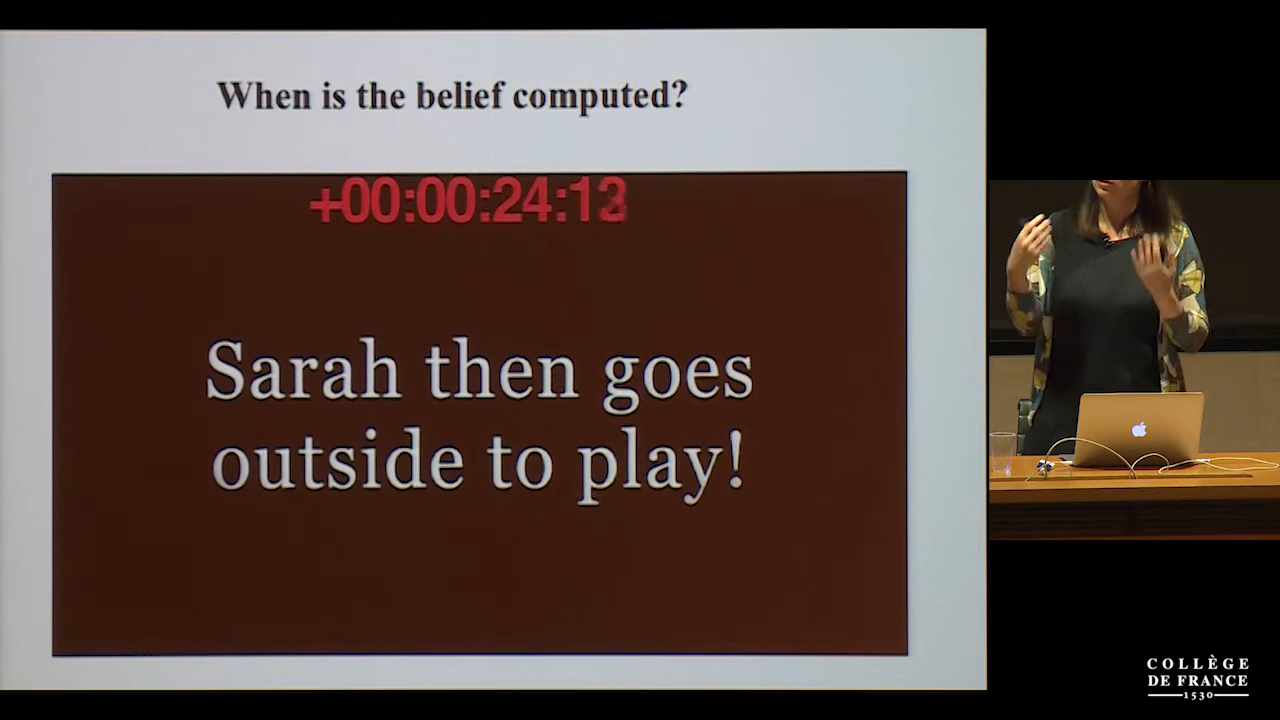 When is the belief computed?
+00:00:24:13
Sarah then goes
outside to play!
COLLÈGE
DE FRANCE
1530